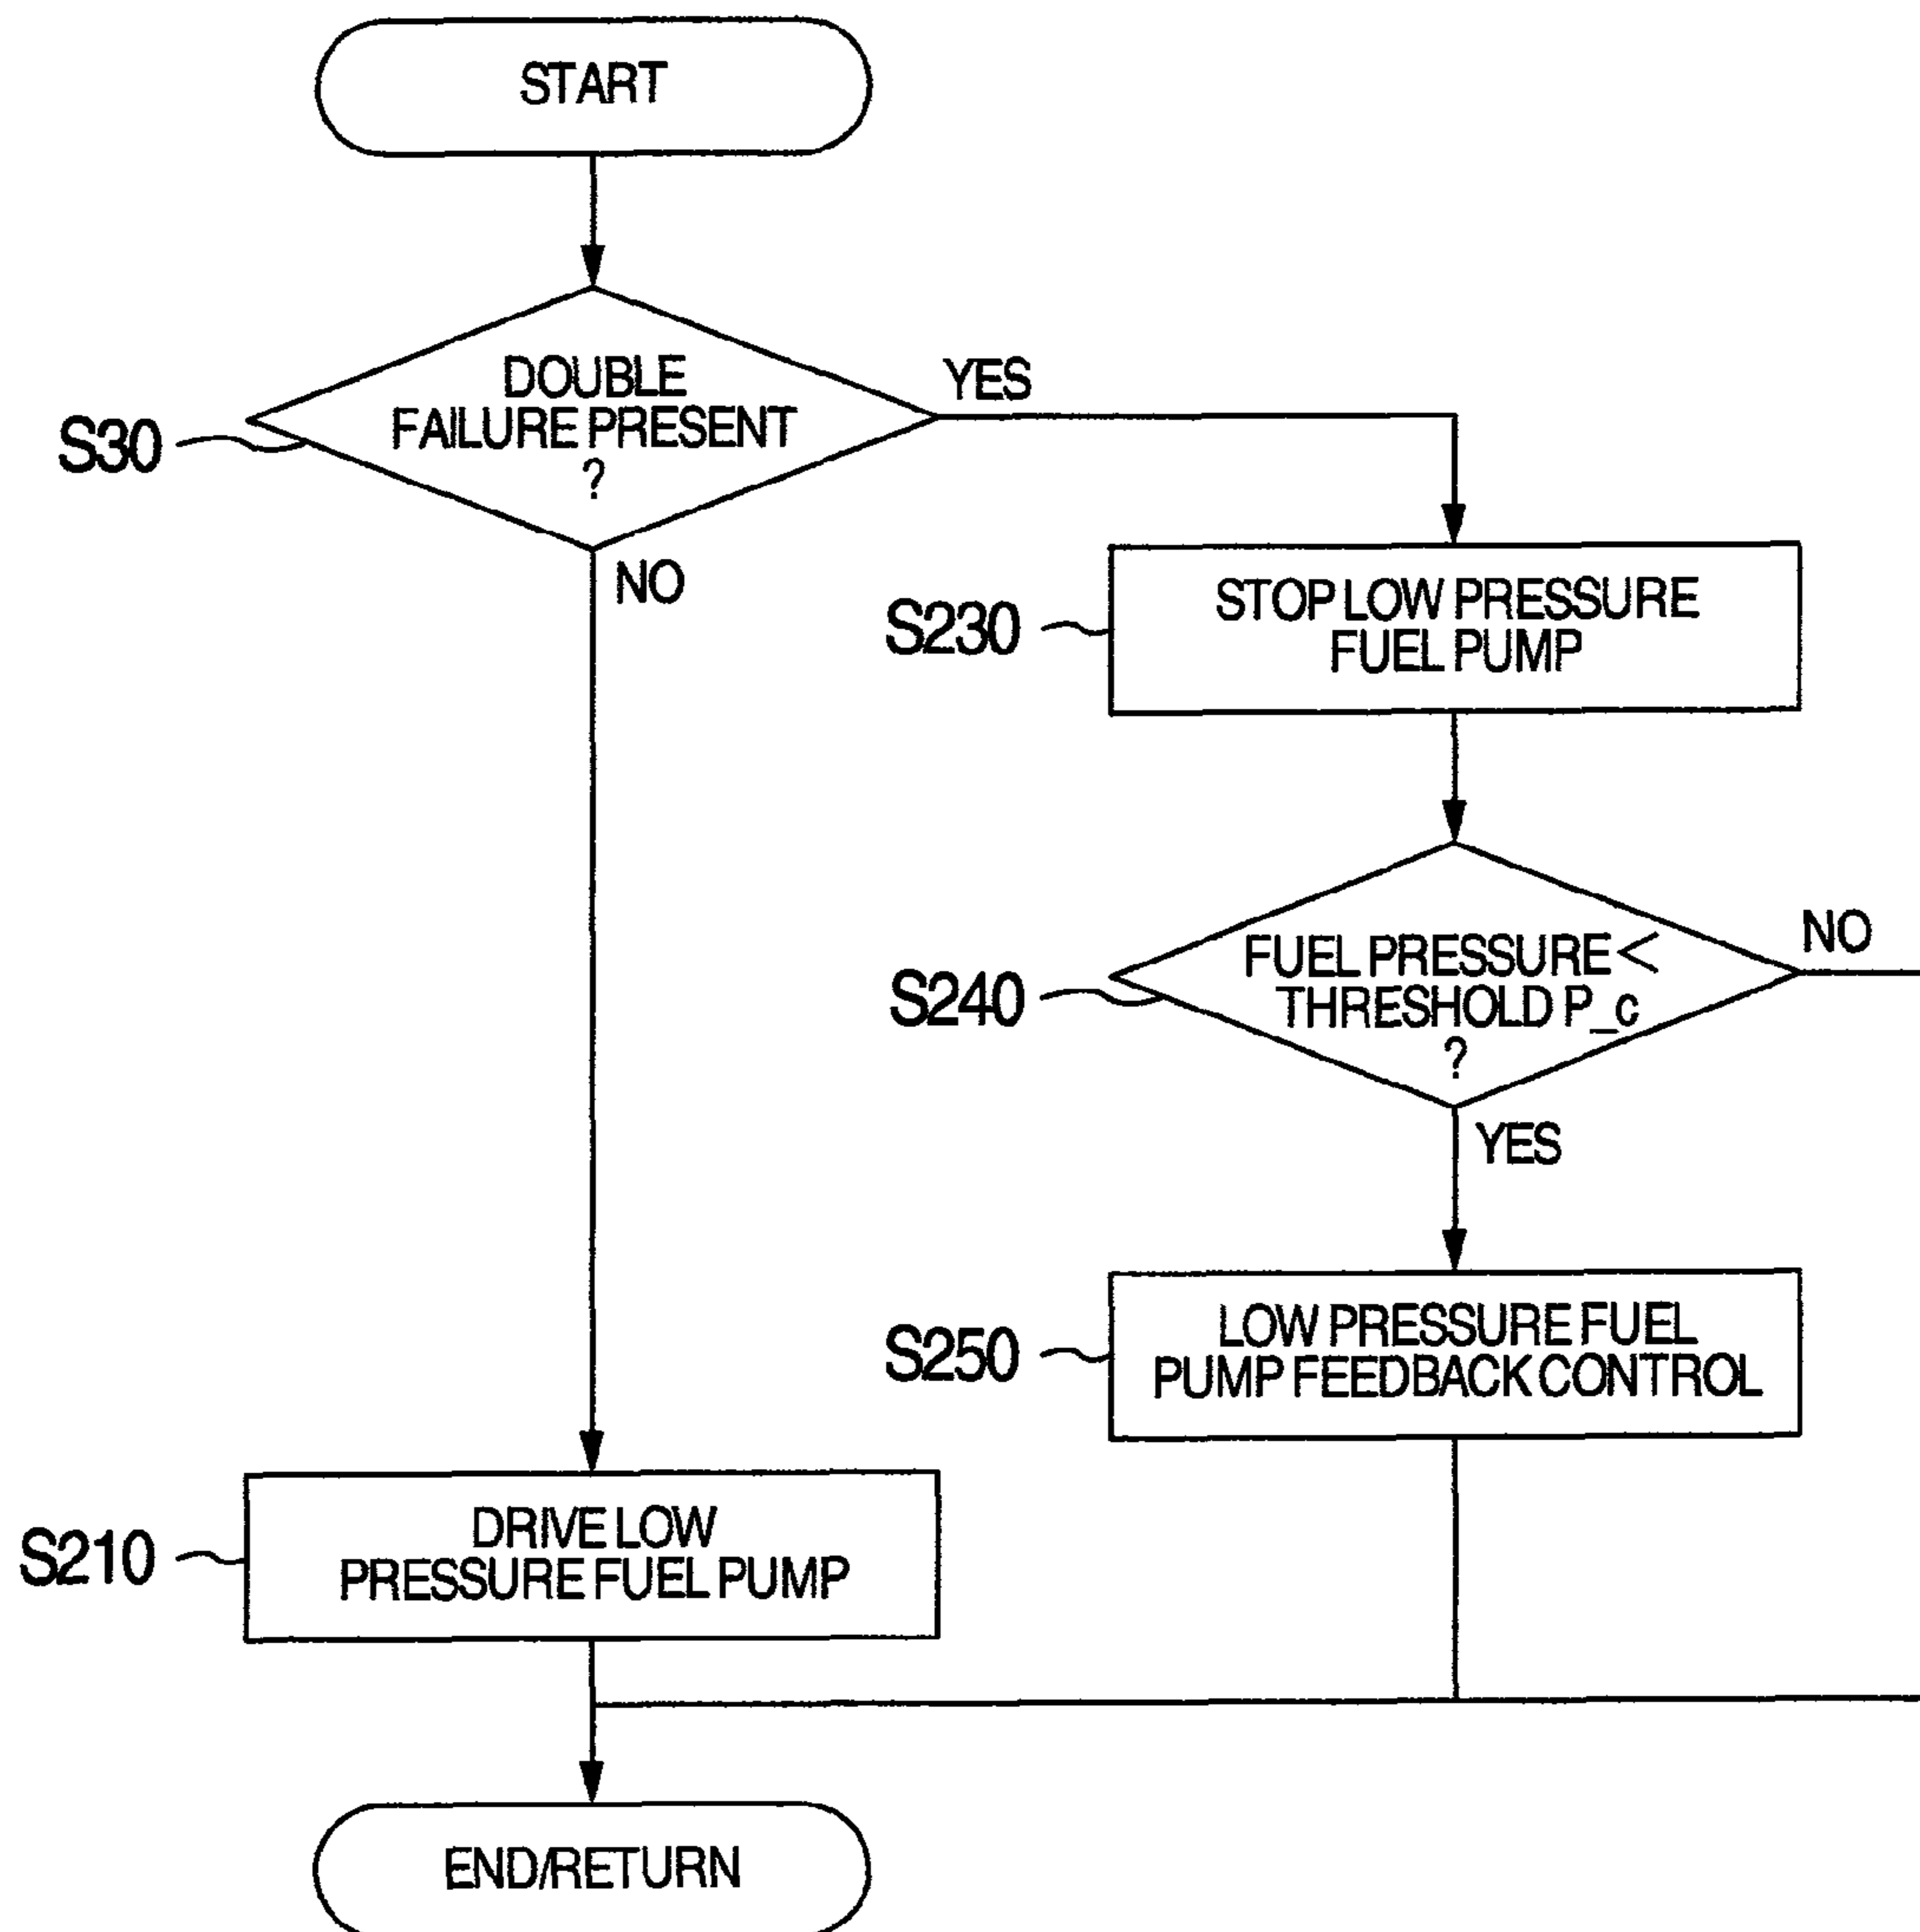 START
DOUBLE
FAILURE PRESENT
?
YES
S30
NO
S230
STOP LOW PRESSURE
FUEL PUMP
NO
S240
FUEL PRESSURE <
THRESHOLD P_c
?
YES
S250
LOW PRESSURE FUEL
PUMP FEEDBACK CONTROL
S210
DRIVE LOW
PRESSURE FUEL PUMP
END/RETURN